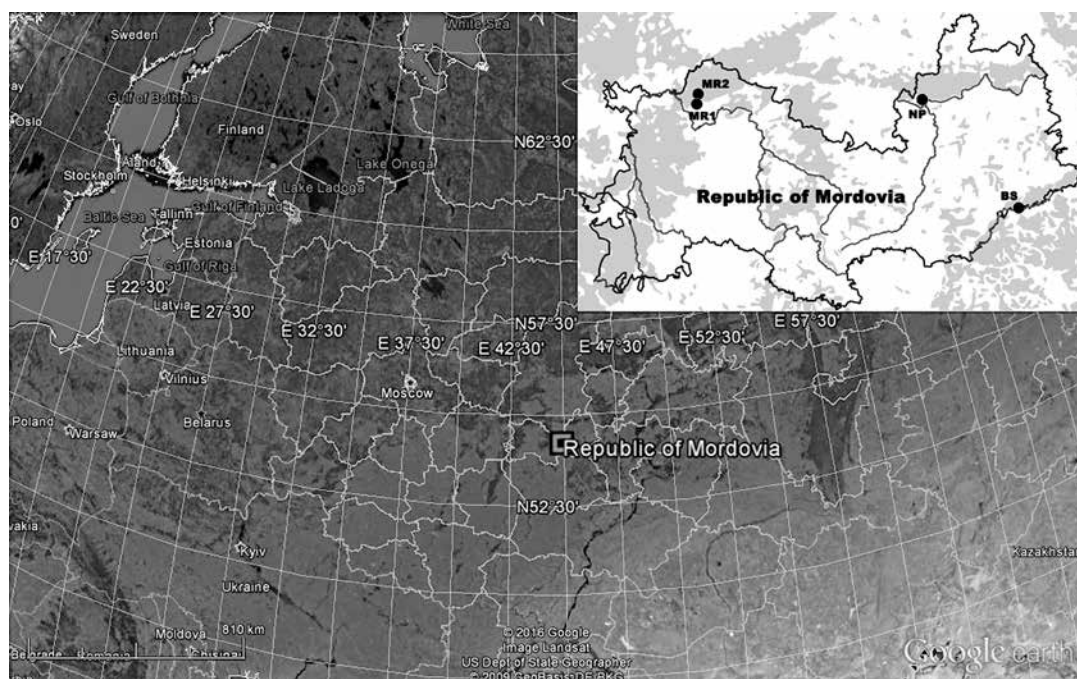 White Sea
Sweden
Gulf of Bothnia
Finland
Oslo
Åland
Stockholm
Helsinki
Lake Onega
Lake Ladoga
N62°30'
Gulf of Finland
Baltic Sea
Tallinn
Estonia
E 17°30'
Gulf of Riga
E 22°30'
Latvia
E 27°30'
E 32°30'
E 37°30'
N57°30'
E 42°30'
E 47°30'
E 52°30'
E 57°30'
Lithuania
Vilnius
Moscow
Poland
Warsaw
Belarus
Republic of Mordovia
N52°30'
Kyiv
Ukraine
Kazakhstan
Moldova
810 km
Romania
© 2016 Google
Image Landsat
US Dept of State Geographer
© 2009 GeoBasis-DE/BKG
Google earth
MR2
MR1
NP
BS
Republic of Mordovia